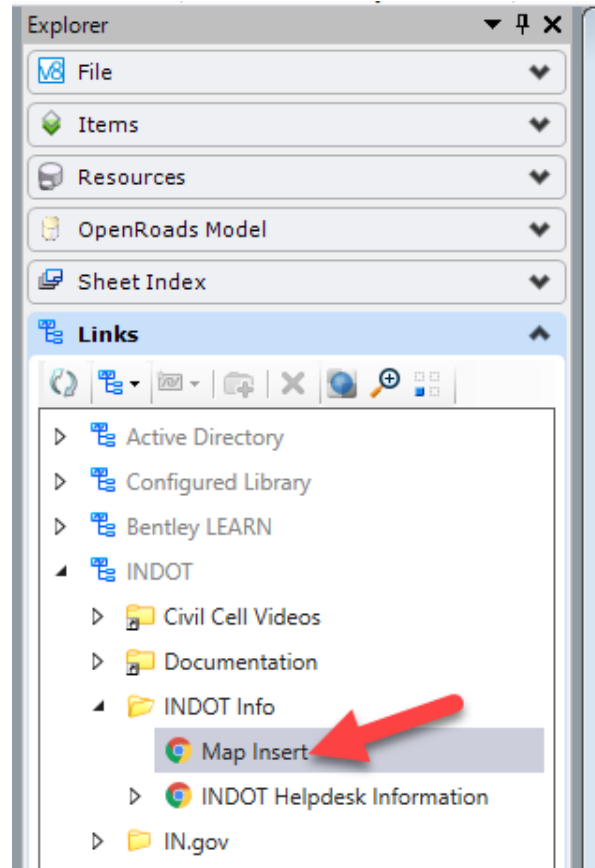 Explorer
V8 File
Items
Resources
OpenRoads Model
Sheet Index
Links
Active Directory
Configured Library
Bentley LEARN
INDOT
Civil Cell Videos
Documentation
INDOT Info
Map Insert
INDOT Helpdesk Information
IN.gov